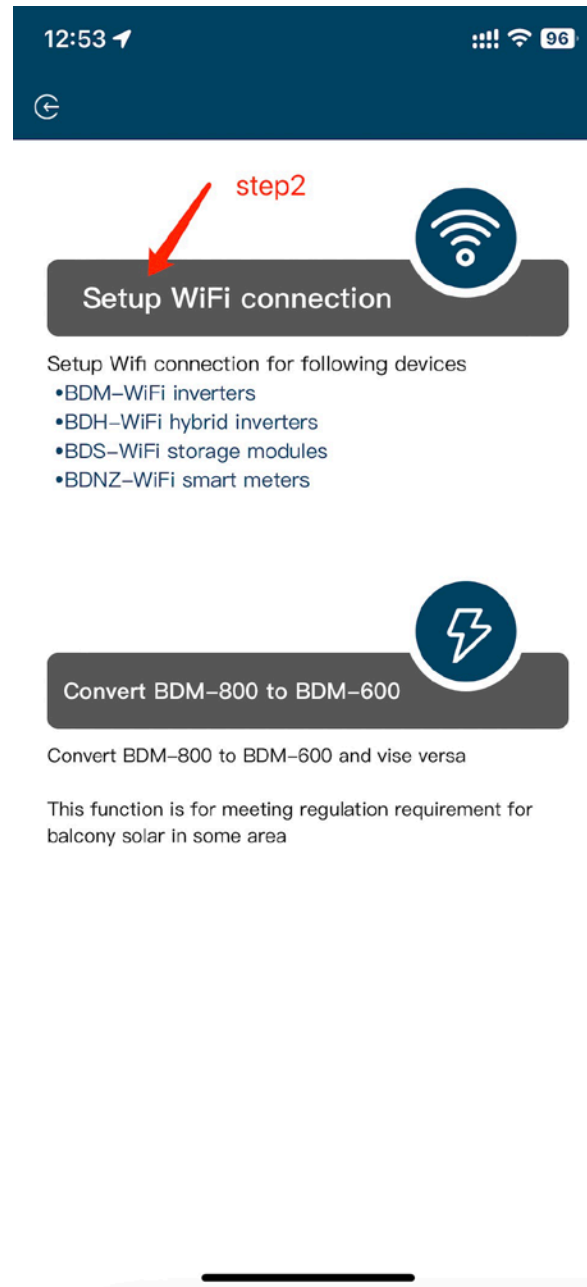 12:53
96
step2
Setup WiFi connection
Setup Wifi connection for following devices
•BDM-WiFi inverters
•BDH-WiFi hybrid inverters
•BDS-WiFi storage modules
•BDNZ-WiFi smart meters
Convert BDM-800 to BDM-600
Convert BDM-800 to BDM-600 and vise versa
This function is for meeting regulation requirement for
balcony solar in some area